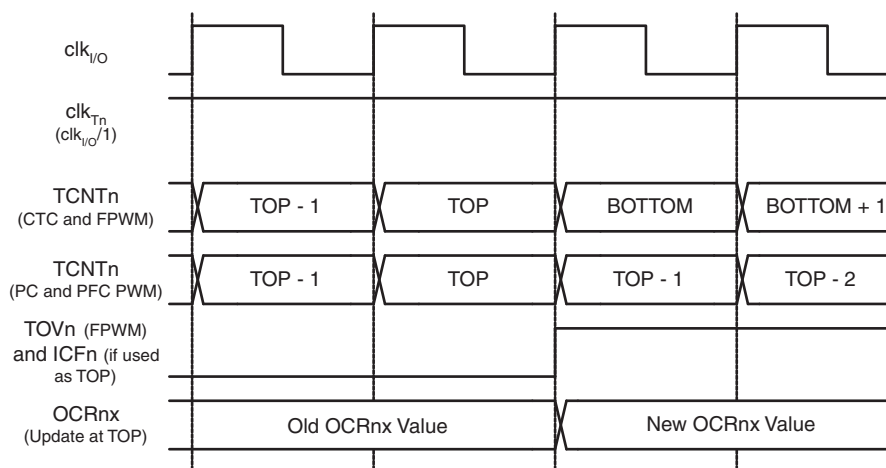 clkI/O
clkTn
(clkI/O/1)
TCNTn
(CTC and FPWM)
TOP - 1
TOP
BOTTOM
BOTTOM + 1
TCNTn
(PC and PFC PWM)
TOP - 1
TOP
TOP - 1
TOP - 2
TOVn (FPWM)
and ICFn (if used
as TOP)
OCRnx
(Update at TOP)
Old OCRnx Value
New OCRnx Value